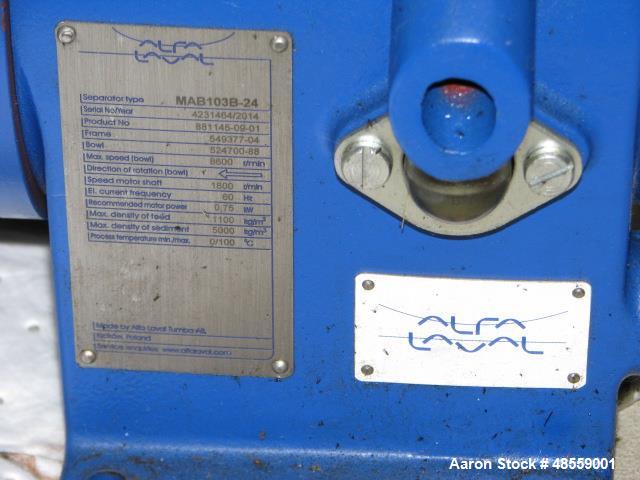 ALFA
LAVAL
Separator type MAB103B-24
Serial No/Year 4231464/2014
Product No 881145-09-01
Frame 549377-04
Bowl 524700-88
Max. speed (bowl) 8600 r/min
Direction of rotation (bowl)
Speed motor shaft 1800 r/min
El. current frequency 60 Hz
Recommended motor power 0,75 kW
Max. density of feed 1100 kg/m³
Max. density of sediment 5000 kg/m³
Process temperature min./max. 0/100 °C
Made by Alfa Laval Tumba AB,
Kraków, Poland
Service enquiries: www.alfalaval.com
ALFA
LAVAL
Aaron Stock # 48559001